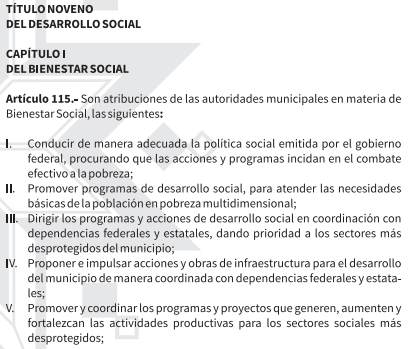 TÍTULO NOVENO
DEL DESARROLLO SOCIAL
CAPÍTULO I
DEL BIENESTAR SOCIAL
Artículo 115.- Son atribuciones de las autoridades municipales en materia de
Bienestar Social, las siguientes:
I. Conducir de manera adecuada la política social emitida por el gobierno
federal, procurando que las acciones y programas incidan en el combate
efectivo a la pobreza;
II. Promover programas de desarrollo social, para atender las necesidades
básicas de la población en pobreza multidimensional;
III. Dirigir los programas y acciones de desarrollo social en coordinación con
dependencias federales y estatales, dando prioridad a los sectores más
desprotegidos del municipio;
IV. Proponer e impulsar acciones y obras de infraestructura para el desarrollo
del municipio de manera coordinada con dependencias federales y estata-
les;
V. Promover y coordinar los programas y proyectos que generen, aumenten y
fortalezcan las actividades productivas para los sectores sociales más
desprotegidos;